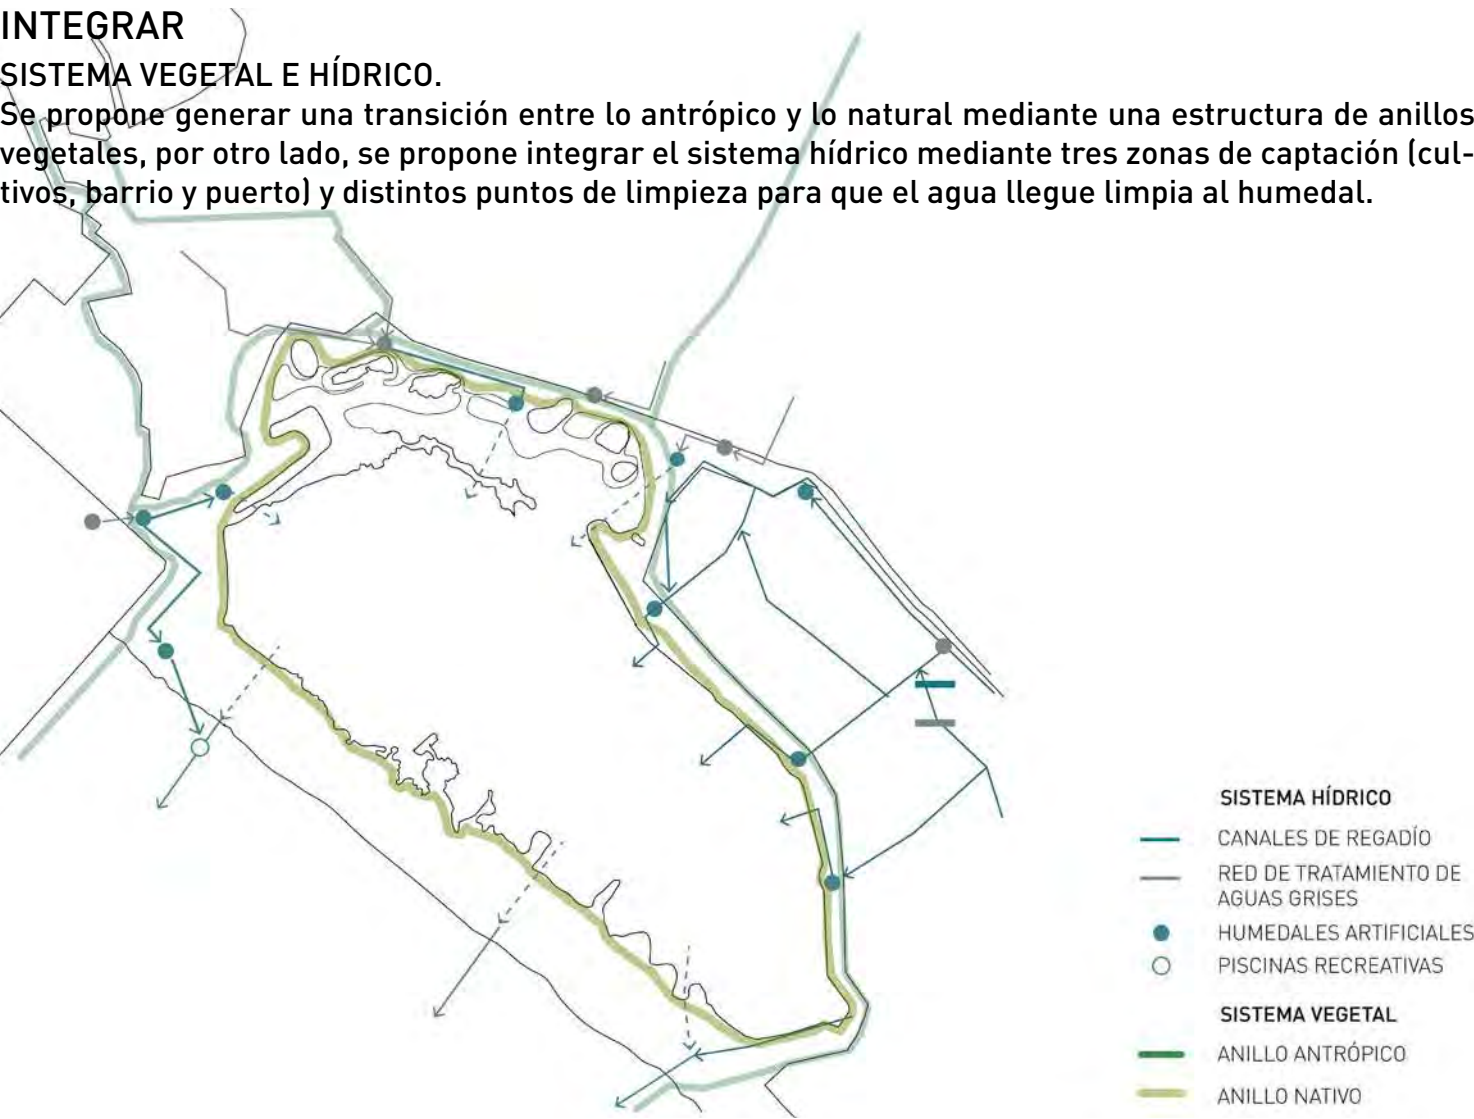 INTEGRAR
SISTEMA VEGETAL E HÍDRICO.
Se propone generar una transición entre lo antrópico y lo natural mediante una estructura de anillos
vegetales, por otro lado, se propone integrar el sistema hídrico mediante tres zonas de captación (cul-
tivos, barrio y puerto) y distintos puntos de limpieza para que el agua llegue limpia al humedal.
SISTEMA HÍDRICO
CANALES DE REGADÍO
RED DE TRATAMIENTO DE
AGUAS GRISES
HUMEDALES ARTIFICIALES
PISCINAS RECREATIVAS
SISTEMA VEGETAL
ANILLO ANTRÓPICO
ANILLO NATIVO